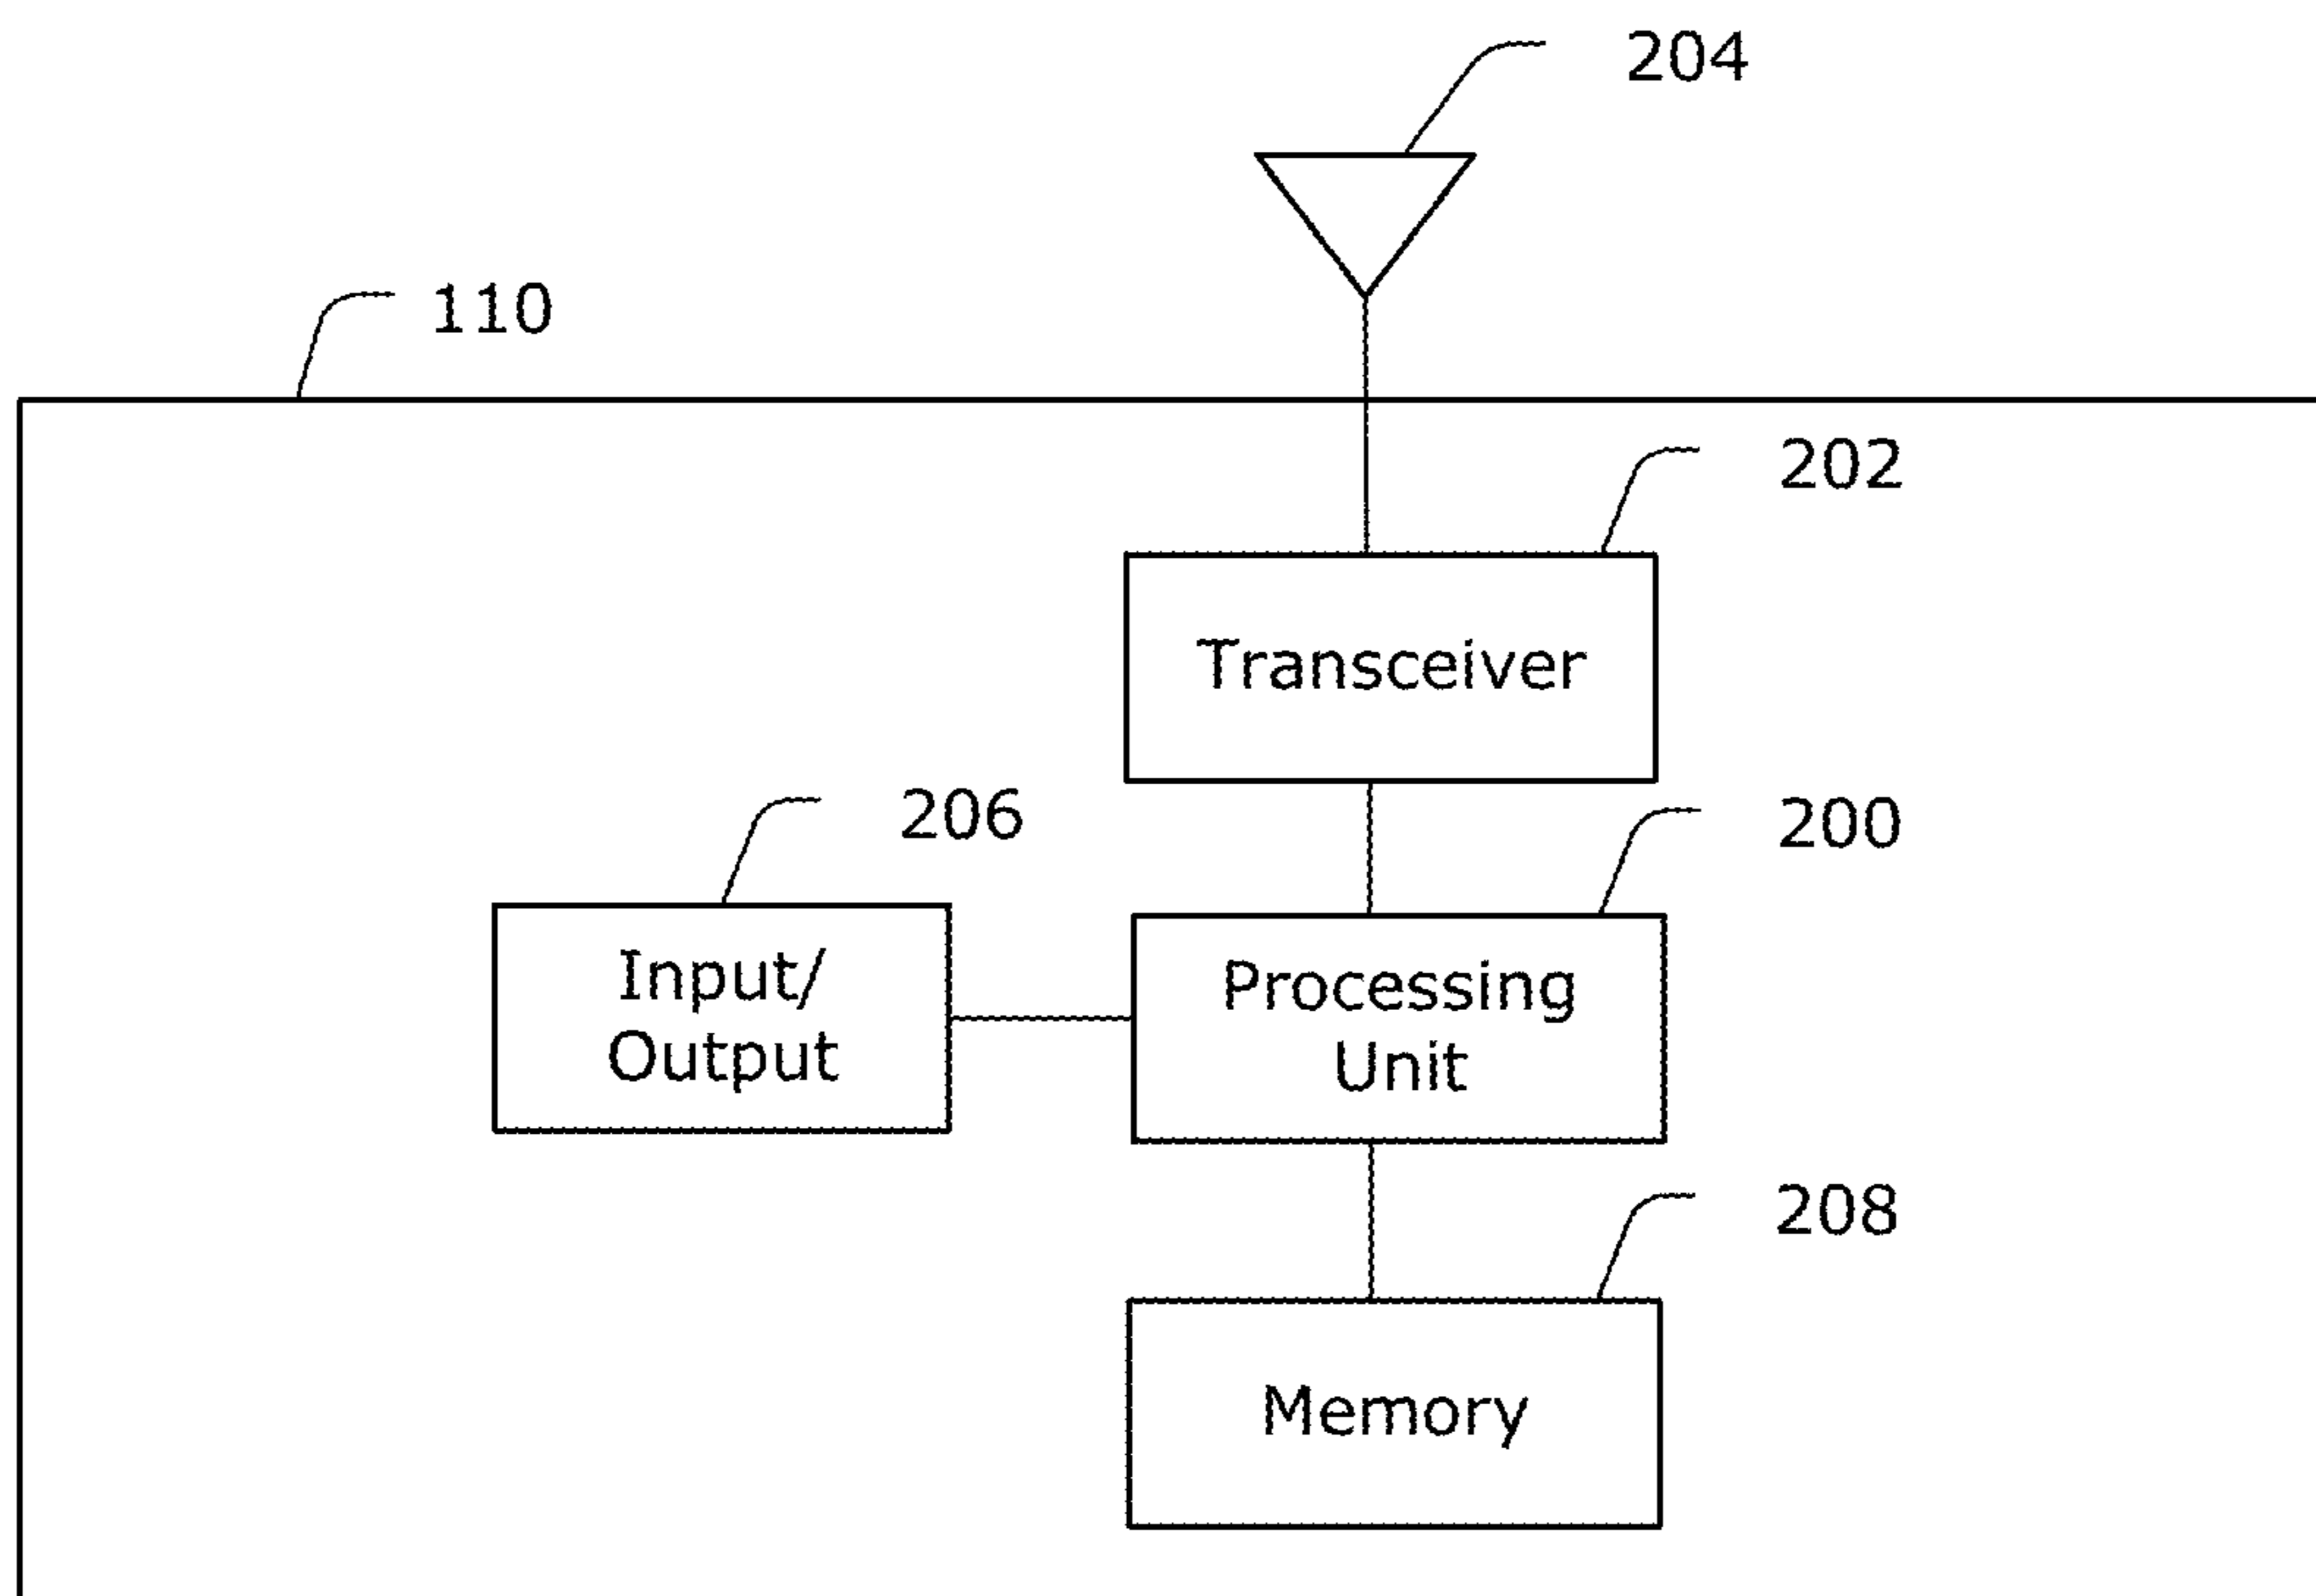 204
110
202
Transceiver
206
200
Input/
Output
Processing
Unit
208
Memory